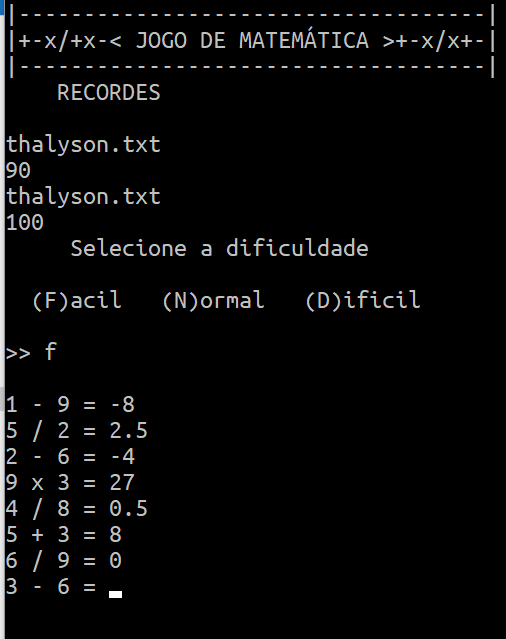 |------------------------------------|
|+-x/+x-< JOGO DE MATEMÁTICA >+-x/x+-|
|------------------------------------|
RECORDES
thalyson.txt
90
thalyson.txt
100
Selecione a dificuldade
(F)acil (N)ormal (D)ificil
>> f
1 - 9 = -8
5 / 2 = 2.5
2 - 6 = -4
9 x 3 = 27
4 / 8 = 0.5
5 + 3 = 8
6 / 9 = 0
3 - 6 =